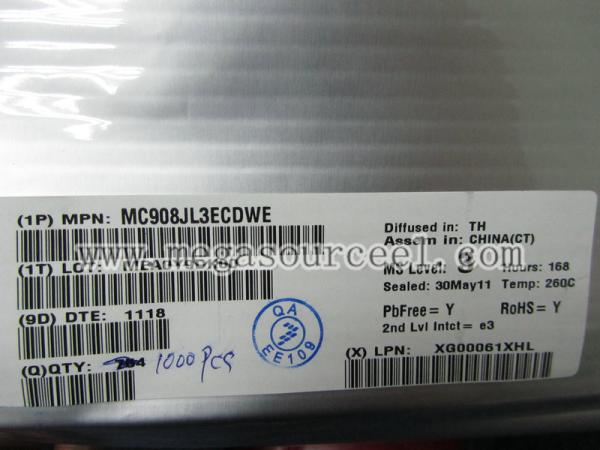 (1P) MPN: MC908JL3ECDWE
(1T) LOT:
(9D) DTE: 1118
(Q)QTY: 1000 PCS
QA
EE109
Diffused in: TH
Assem in: CHINA(CT)
MS Level: 3 Hours: 168
Sealed: 30May11 Temp: 260C
PbFree= Y RoHS= Y
2nd Lvl Intct= e3
(X) LPN: XG00061XHL
www.megasourceel.com